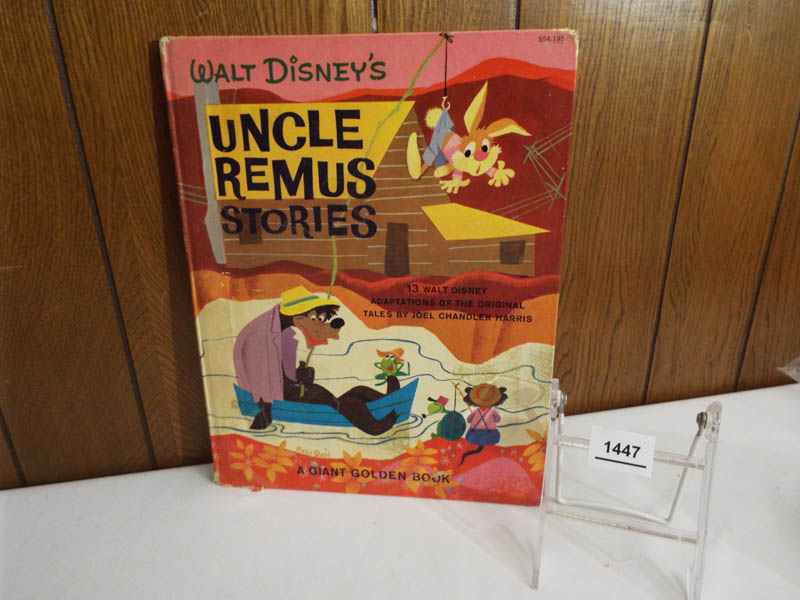 554:195
WALT DISNEY'S
UNCLE
REMUS
STORIES
13 WALT DISNEY
ADAPTATIONS OF THE ORIGINAL
TALES BY JOEL CHANDLER HARRIS
A GIANT GOLDEN BOOK
1447